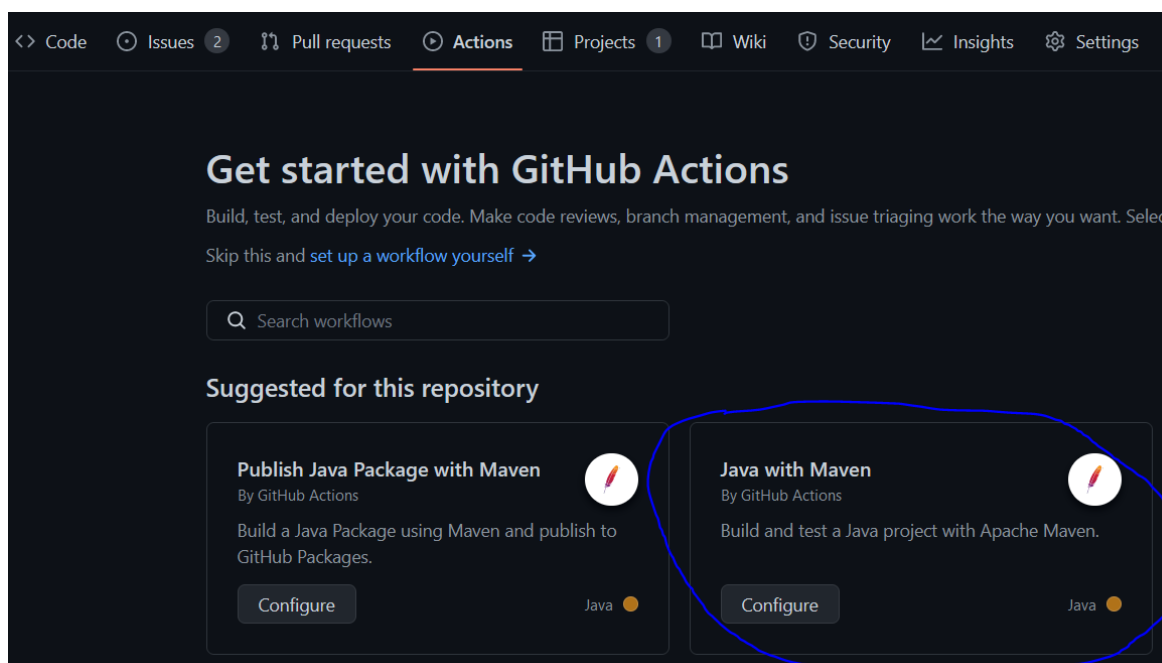 <> Code Issues 2 Pull requests Actions Projects 1 Wiki Security Insights Settings
Get started with GitHub Actions
Build, test, and deploy your code. Make code reviews, branch management, and issue triaging work the way you want. Selec
Skip this and set up a workflow yourself →
Search workflows
Suggested for this repository
Publish Java Package with Maven
By GitHub Actions
Build a Java Package using Maven and publish to
GitHub Packages.
Configure
Java
Java with Maven
By GitHub Actions
Build and test a Java project with Apache Maven.
Configure
Java